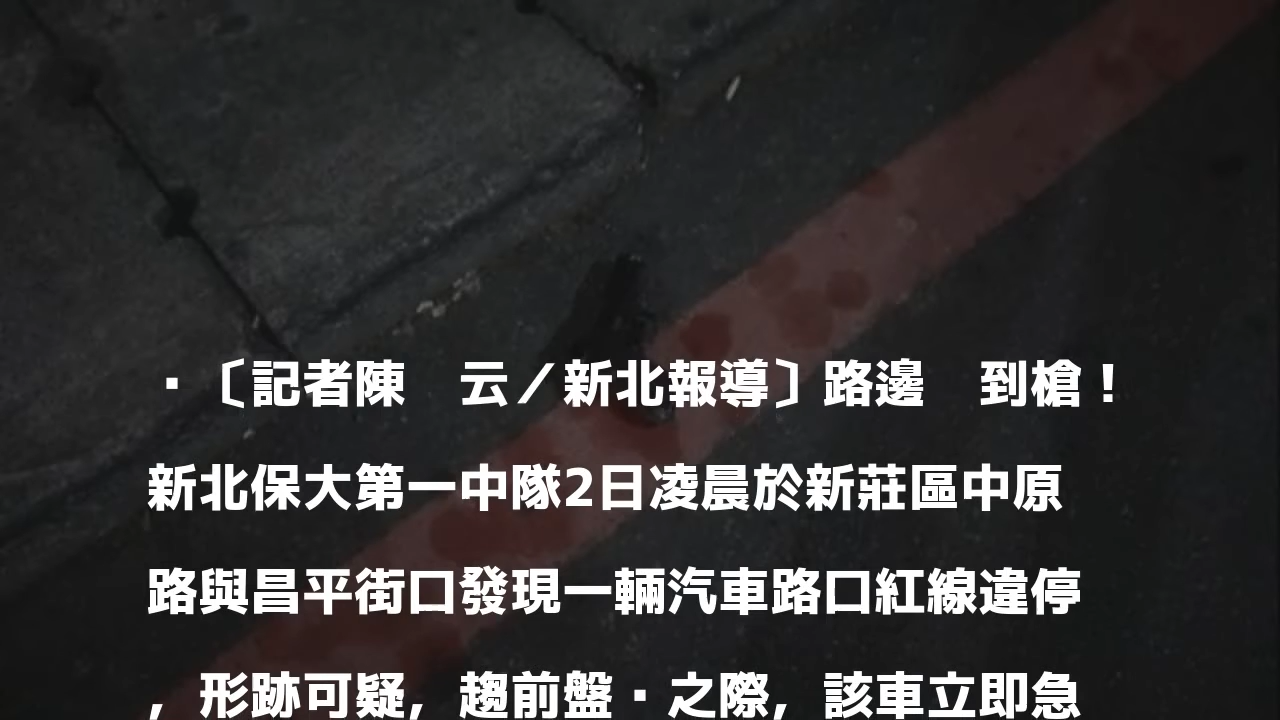 ▪〔記者陳　云／新北報導〕路邊　到槍！
新北保大第一中隊2日凌晨於新莊區中原
路與昌平街口發現一輛汽車路口紅線違停
，形跡可疑，趨前盤▪之際，該車立即急